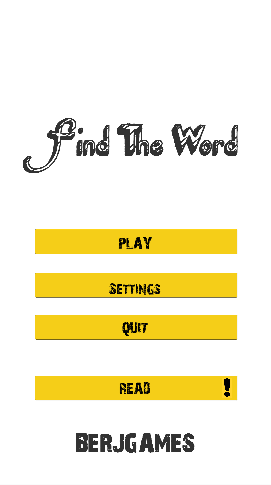 Find The Word
PLAY
SETTINGS
QUIT
READ !
BERJGAMES